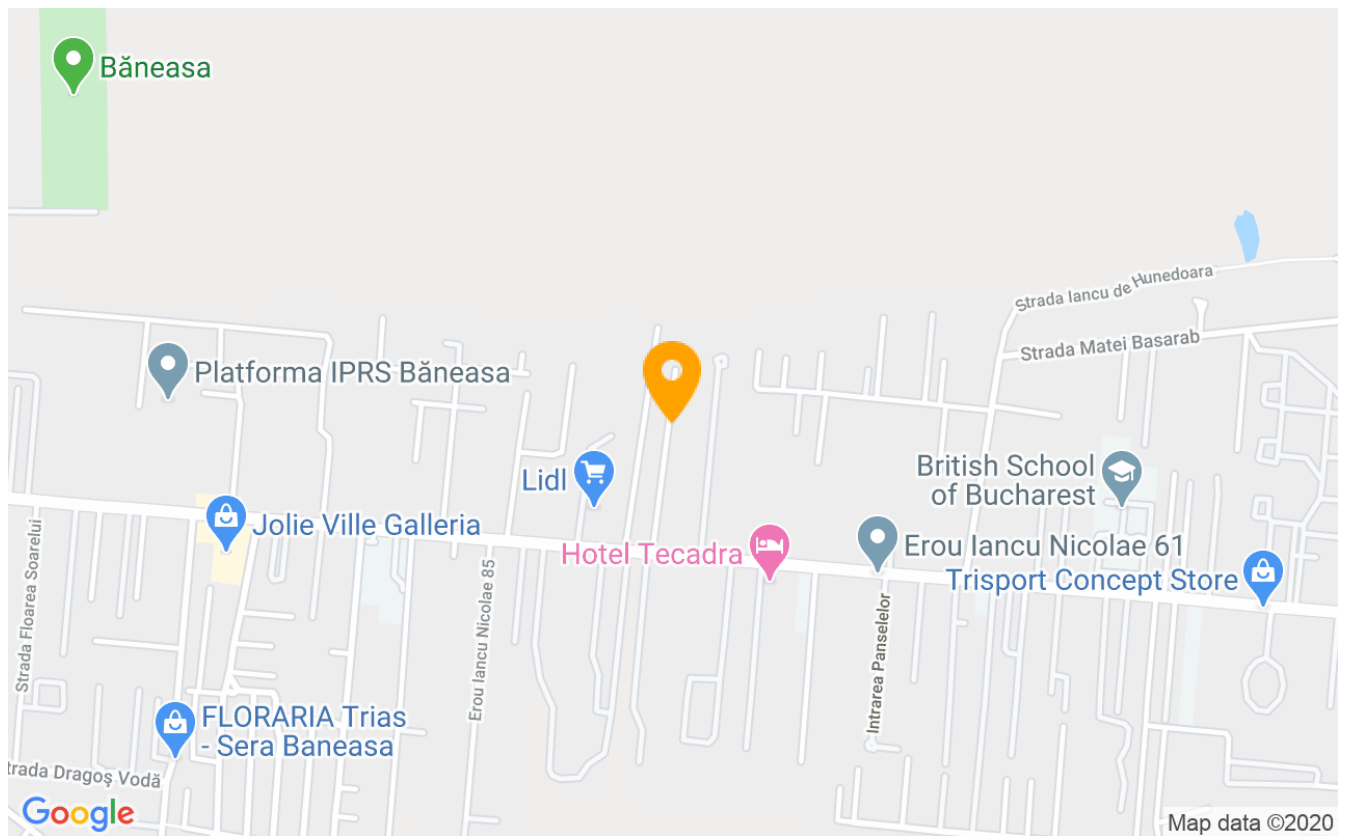 Băneasa
Strada Iancu de Hunedoara
Strada Matei Basarab
Platforma IPRS Băneasa
British School
of Bucharest
Lidl
Jolie Ville Galleria
Hotel Tecadra
Erou Iancu Nicolae 61
Trisport Concept Store
Strada Floarea Soarelui
Erou Iancu Nicolae 85
Intrarea Panselelor
FLORARIA Trias
- Sera Baneasa
trada Dragoş Vodă
Google
Map data ©2020